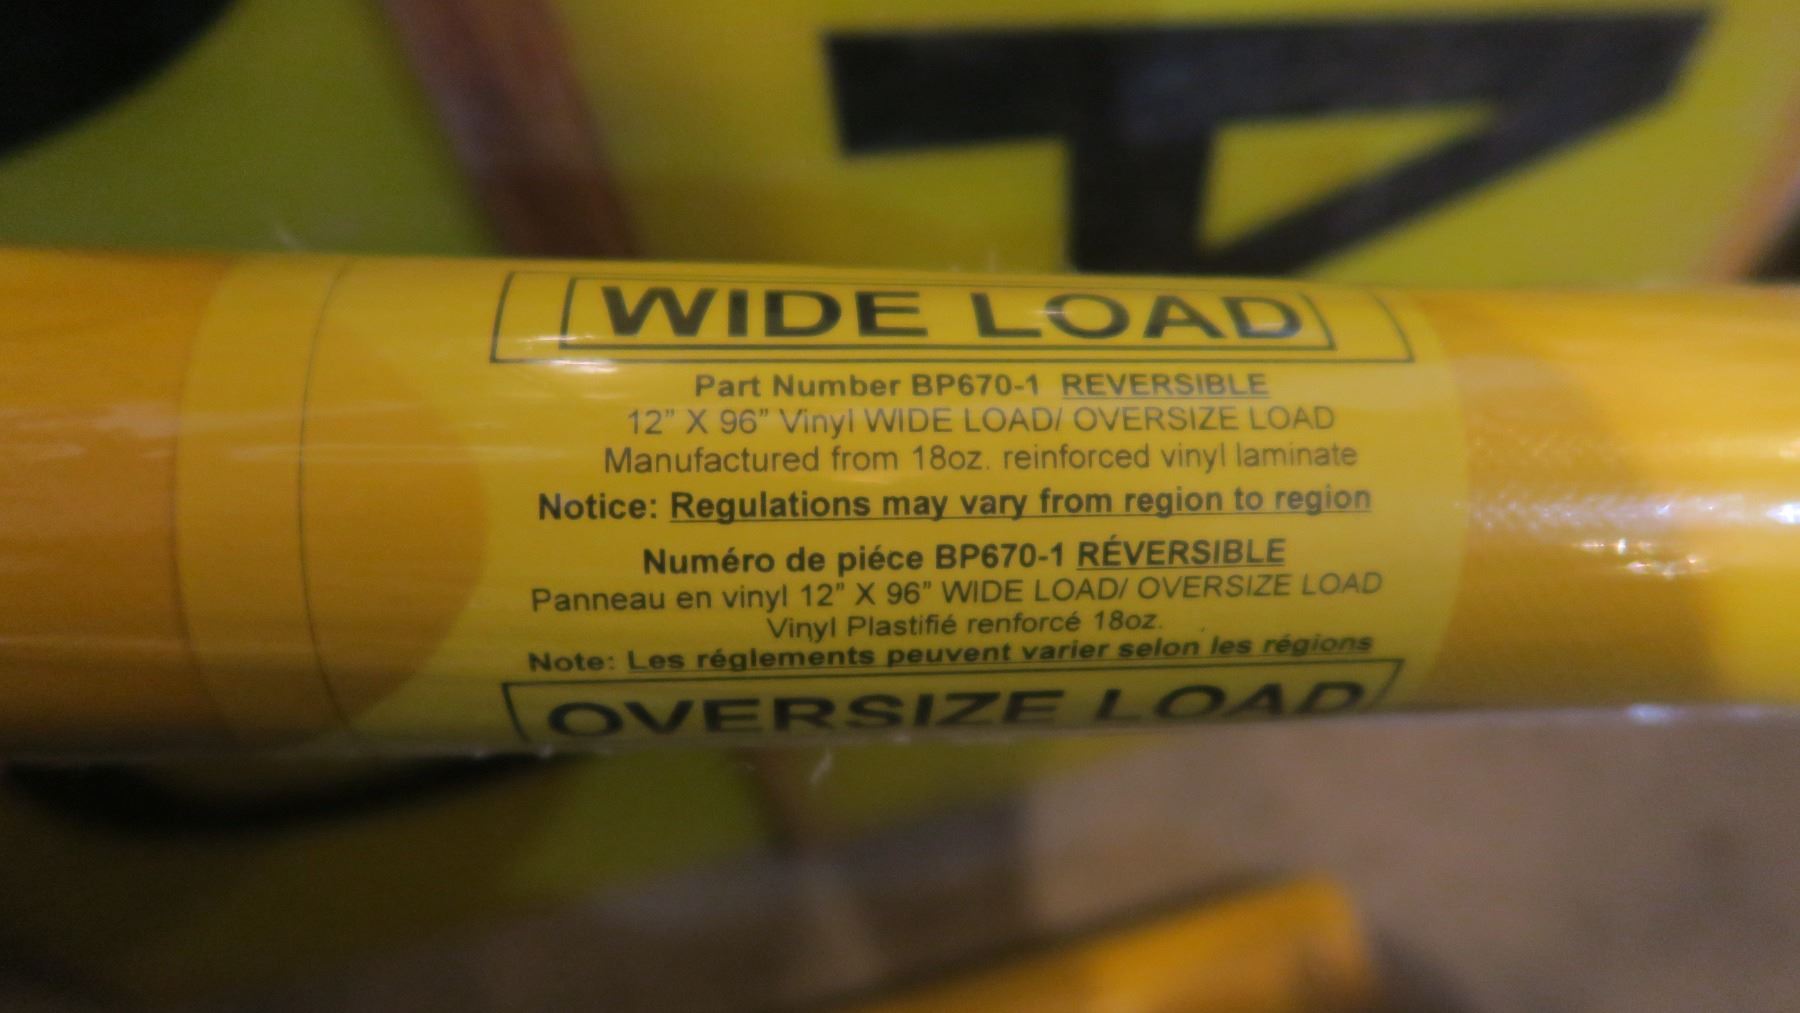 WIDE LOAD
Part Number BP670-1 REVERSIBLE
12” X 96” Vinyl WIDE LOAD/ OVERSIZE LOAD
Manufactured from 18oz. reinforced vinyl laminate
Notice: Regulations may vary from region to region
Numéro de piéce BP670-1 RÉVERSIBLE
Panneau en vinyl 12” X 96” WIDE LOAD/ OVERSIZE LOAD
Vinyl Plastifié renforcé 18oz.
Note: Les réglements peuvent varier selon les régions
OVERSIZE LOAD